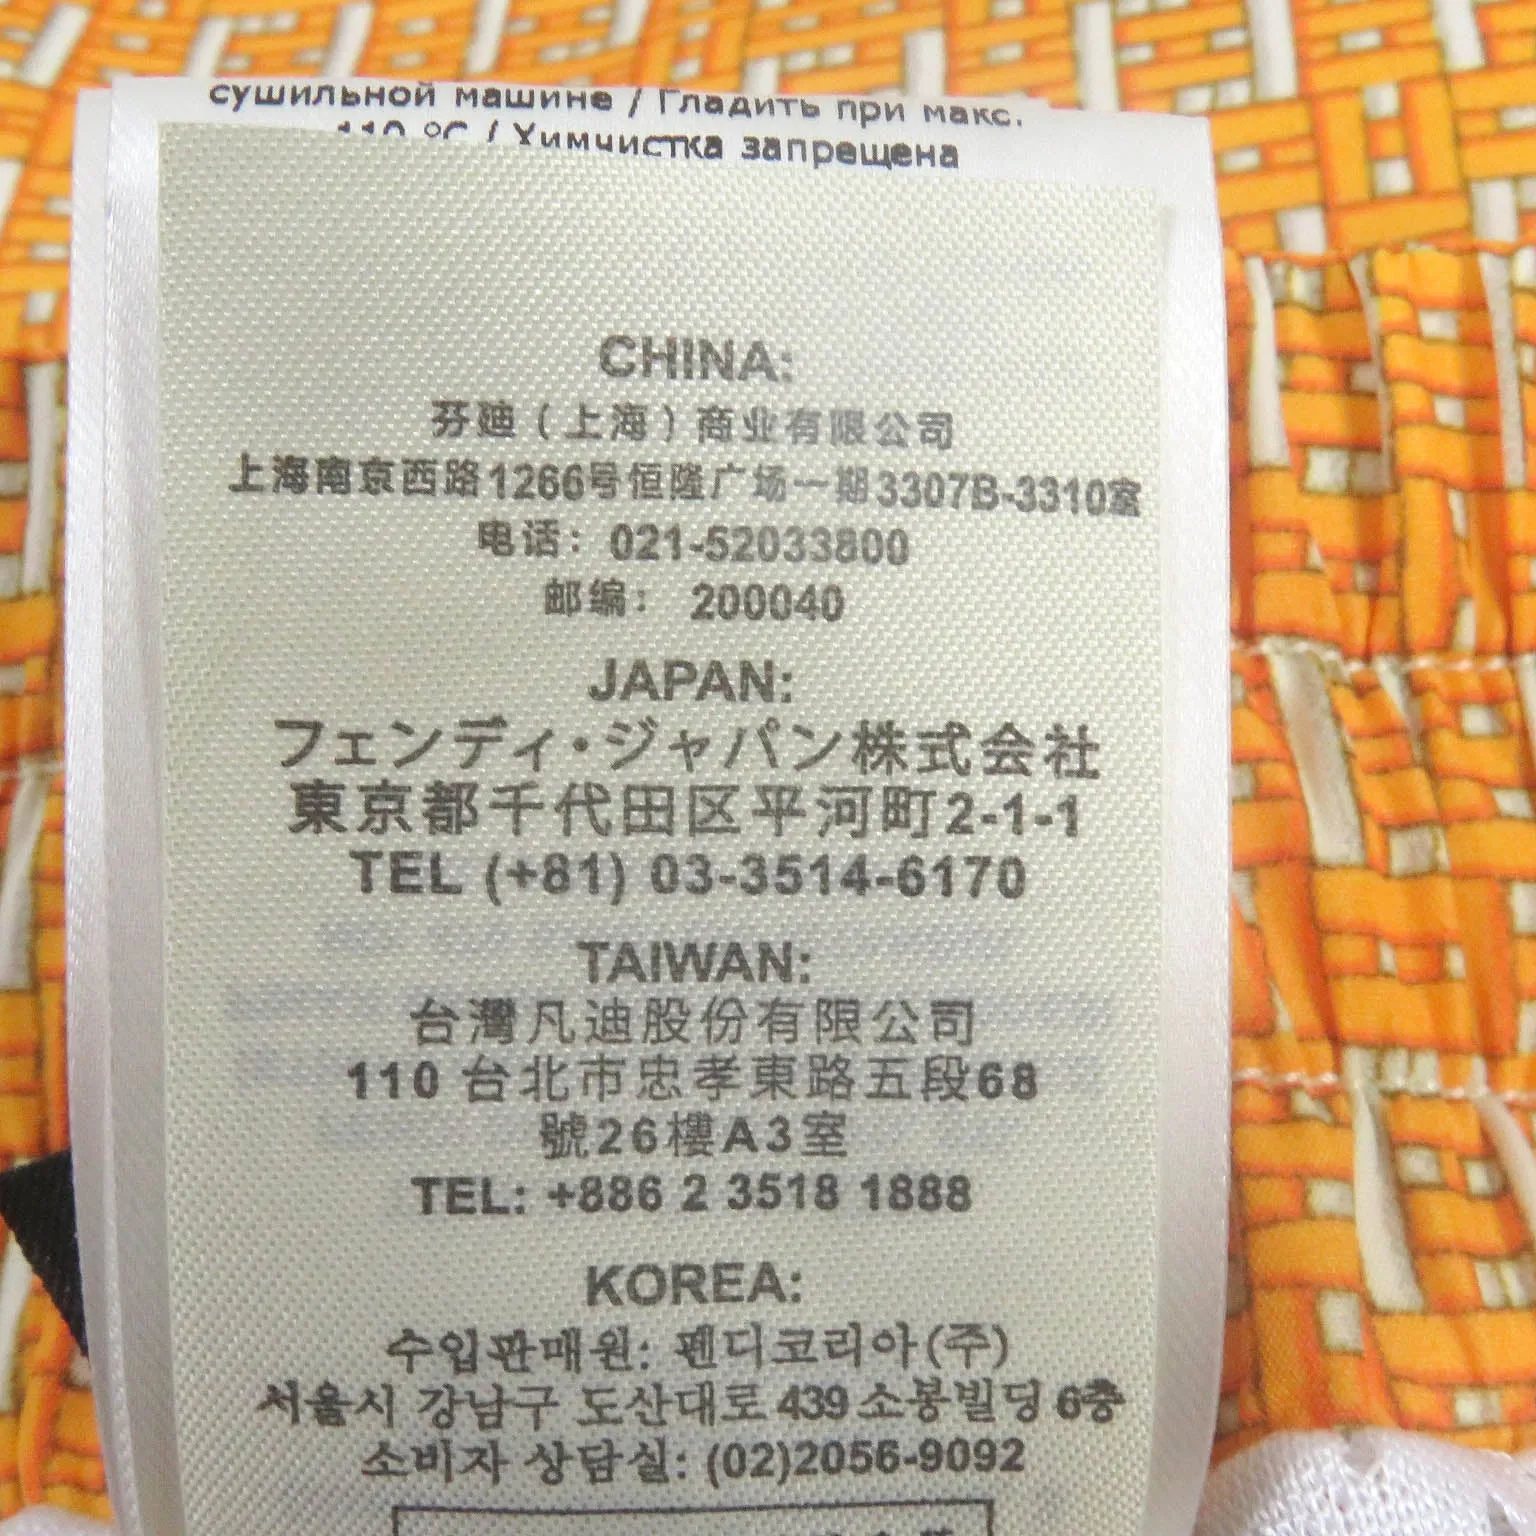 сушильной машине / Гладить при макс.
110 °C / Химчистка запрещена
CHINA:
芬迪（上海）商业有限公司
上海南京西路1266号恒隆广场一期3307B-3310室
电话： 021-52033800
邮编： 200040
JAPAN:
フェンディ・ジャパン株式会社
東京都千代田区平河町2-1-1
TEL (+81) 03-3514-6170
TAIWAN:
台灣凡迪股份有限公司
110 台北市忠孝東路五段68
號26樓A3室
TEL: +886 2 3518 1888
KOREA:
수입판매원: 펜디코리아(주)
서울시 강남구 도산대로 439 소봉빌딩 6층
소비자 상담실: (02)2056-9092